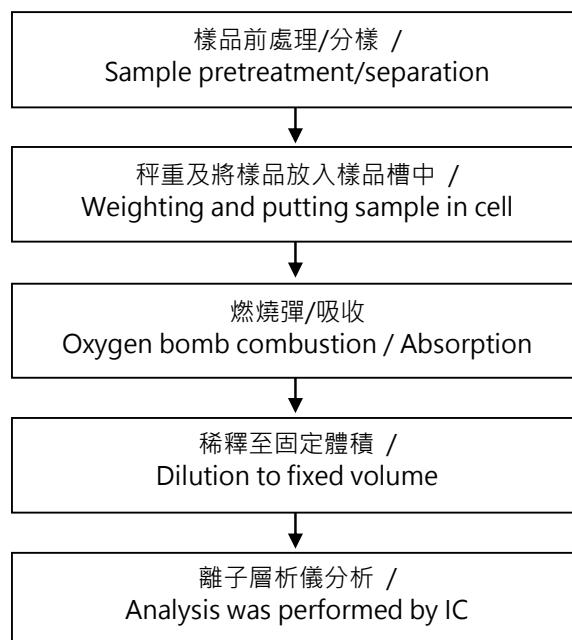 樣品前處理/分樣 /
Sample pretreatment/separation
秤重及將樣品放入樣品槽中 /
Weighting and putting sample in cell
燃燒彈/吸收
Oxygen bomb combustion / Absorption
稀釋至固定體積 /
Dilution to fixed volume
離子層析儀分析 /
Analysis was performed by IC